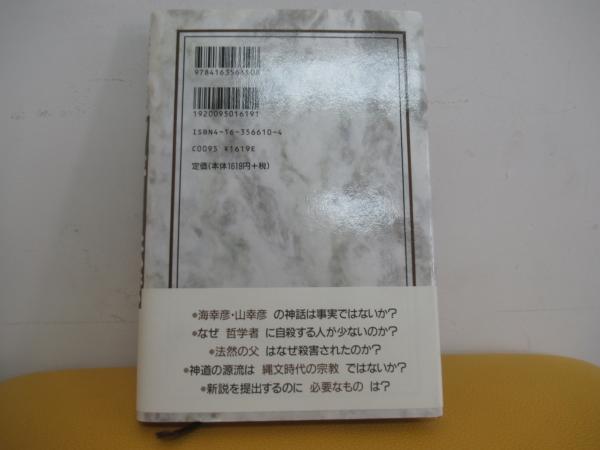 9784163566108
1920095016191
ISBN4-16-356610-4
C0095 ¥1619E
定価(本体1619円+税)
●海幸彦・山幸彦 の神話は事実ではないか?
●なぜ 哲学者 に自殺する人が少ないのか?
●法然の父 はなぜ殺害されたのか?
●神道の源流は 縄文時代の宗教 ではないか?
●新説を提出するのに 必要なもの は?